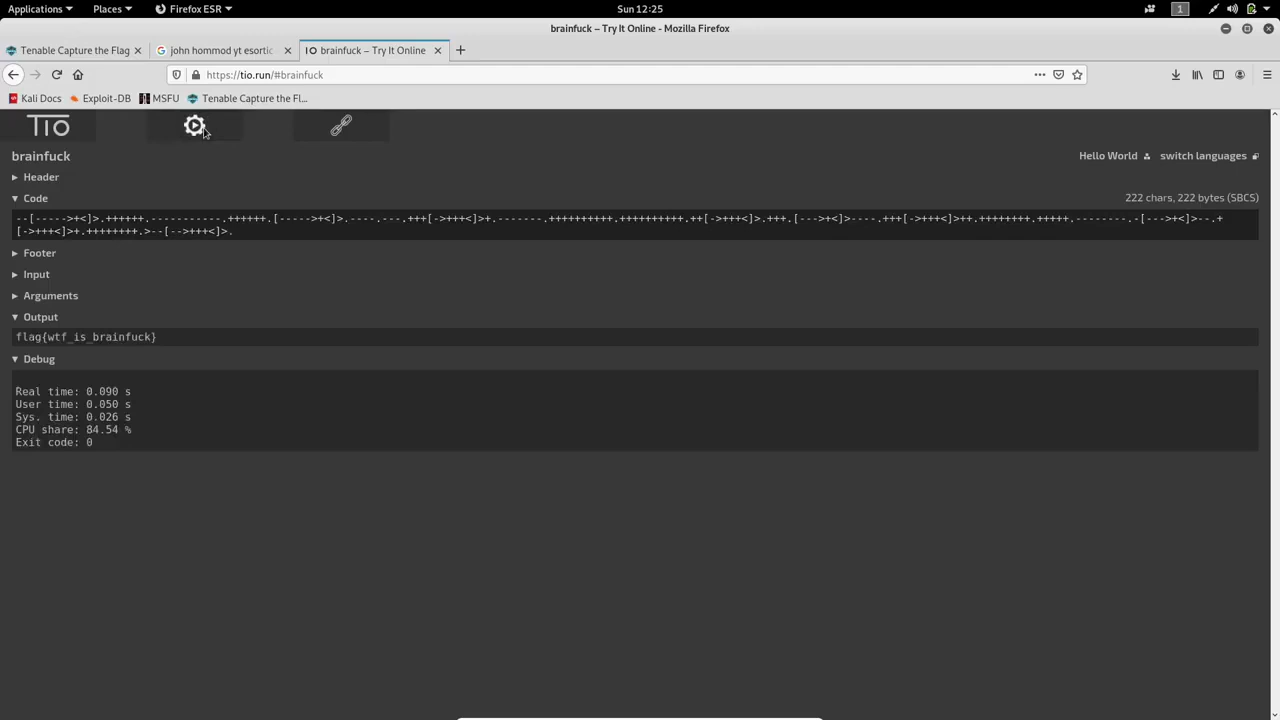 Applications Places Firefox ESR Sun 12:25 1
brainfuck – Try It Online - Mozilla Firefox
Tenable Capture the Flag john hommod yt esortic brainfuck – Try It Online
https://tio.run/#brainfuck
Kali Docs Exploit-DB MSFU Tenable Capture the Fl...
TIO
brainfuck Hello World switch languages
Header
Code 222 chars, 222 bytes (SBCS)
--[----->+<]>.++++++.-----------.++++++.[----->+<]>.----.---.+++[->+++<]>+.-------.++++++++++.++++++++++.++[->+++<]>.+++.[--->+<]>----.+++[->+++<]>++.++++++++.+++++.--------.-[--->+<]>--.+
[->+++<]>+.++++++++.>--[-->+++<]>.
Footer
Input
Arguments
Output
flag{wtf_is_brainfuck}
Debug
Real time: 0.090 s
User time: 0.050 s
Sys. time: 0.026 s
CPU share: 84.54 %
Exit code: 0